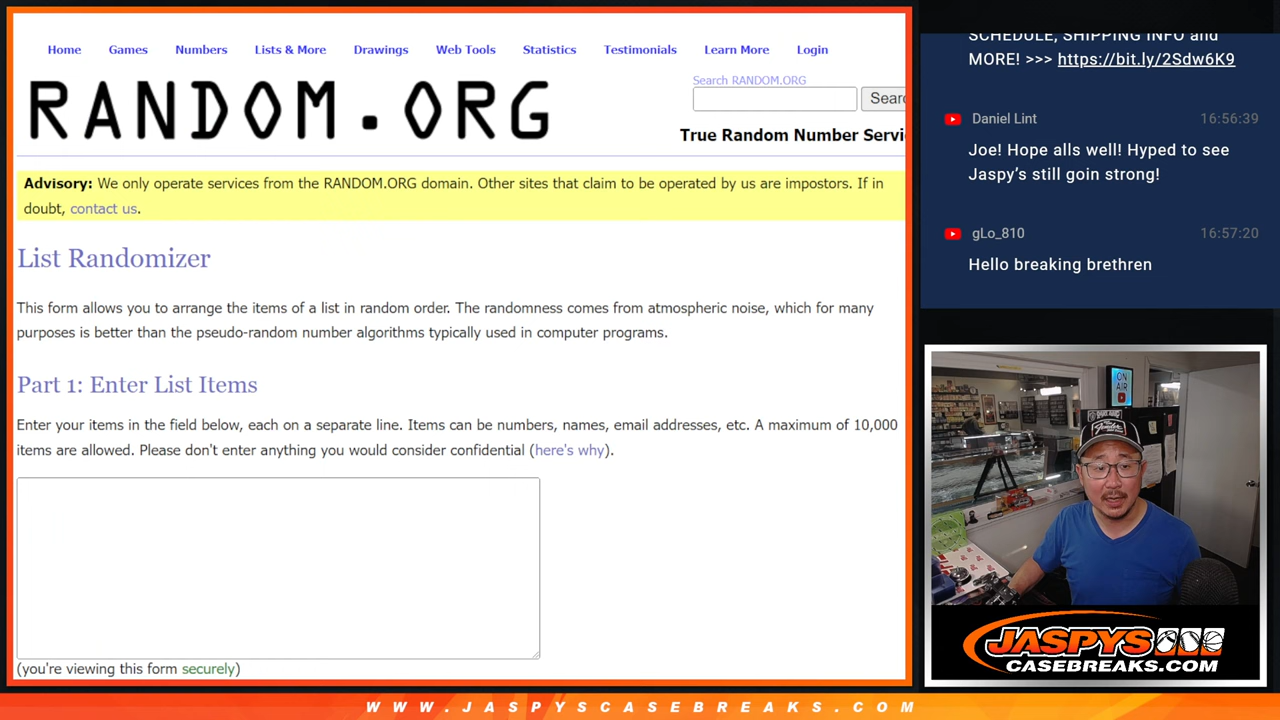 Home Games Numbers Lists & More Drawings Web Tools Statistics Testimonials Learn More Login
RANDOM.ORG
Search RANDOM.ORG
Searc
True Random Number Servi
Advisory: We only operate services from the RANDOM.ORG domain. Other sites that claim to be operated by us are impostors. If in
doubt, contact us.
List Randomizer
This form allows you to arrange the items of a list in random order. The randomness comes from atmospheric noise, which for many
purposes is better than the pseudo-random number algorithms typically used in computer programs.
Part 1: Enter List Items
Enter your items in the field below, each on a separate line. Items can be numbers, names, email addresses, etc. A maximum of 10,000
items are allowed. Please don't enter anything you would consider confidential (here's why).
(you're viewing this form securely)
SCHEDULE, SHIPPING INFO and
MORE! >>> https://bit.ly/2Sdw6K9
Daniel Lint 16:56:39
Joe! Hope alls well! Hyped to see
Jaspy's still goin strong!
gLo_810 16:57:20
Hello breaking brethren
ON
AIR
Fender
JASPYS
CASEBREAKS.COM
WWW.JASPYSCASEBREAKS.COM